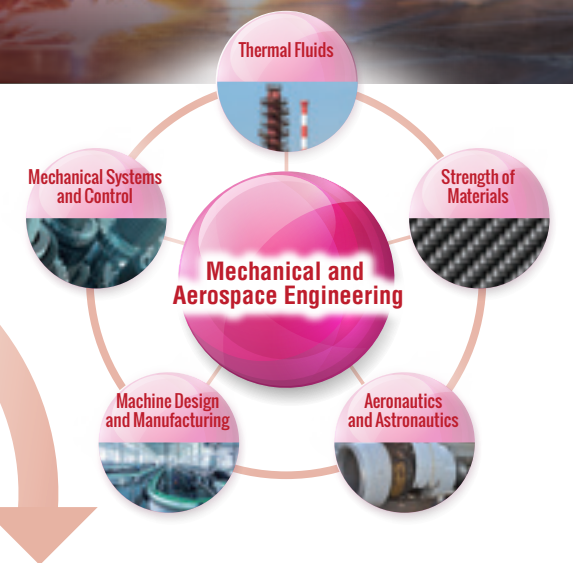 Thermal Fluids
Mechanical Systems
and Control
Strength of
Materials
Mechanical and
Aerospace Engineering
Machine Design
and Manufacturing
Aeronautics
and Astronautics